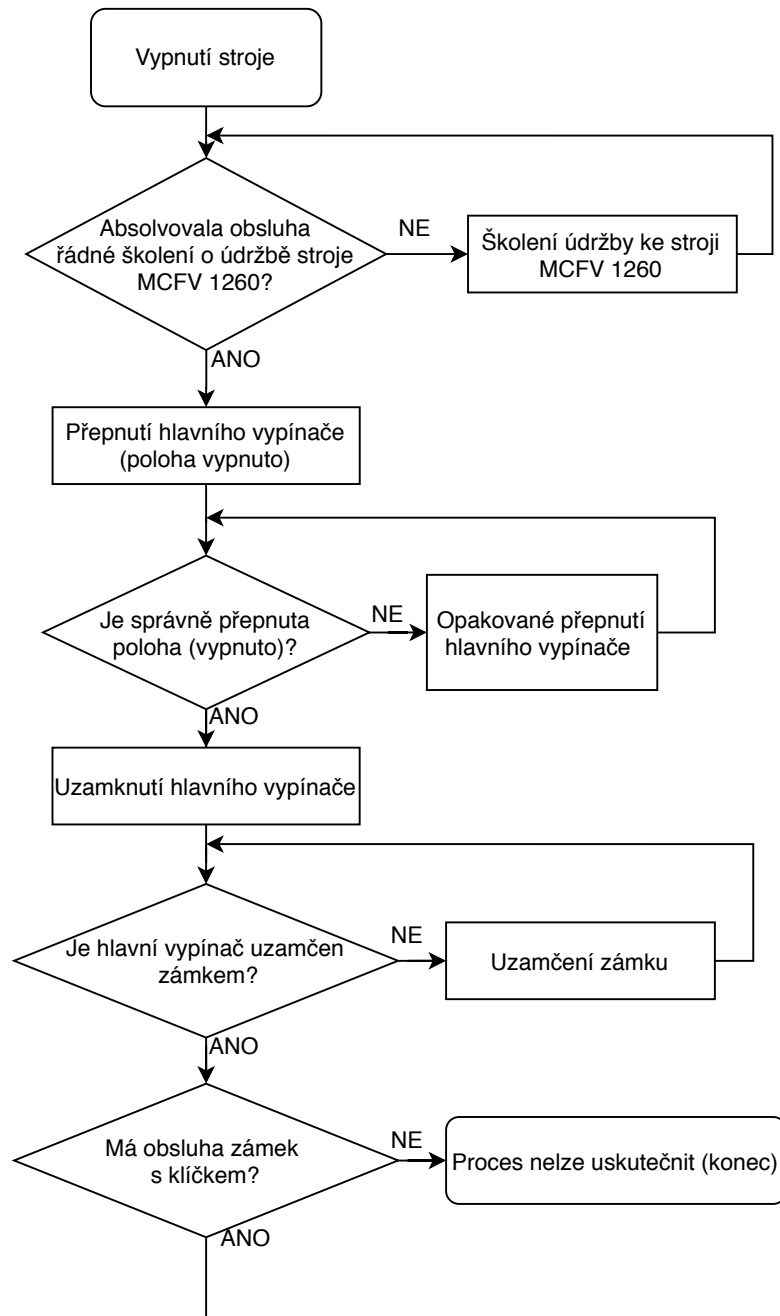 Vypnutí stroje
Absolvovala obsluha
řádné školení o údržbě stroje
MCFV 1260?
NE
Školení údržby ke stroji
MCFV 1260
ANO
Přepnutí hlavního vypínače
(poloha vypnuto)
Je správně přepnuta
poloha (vypnuto)?
NE
Opakované přepnutí
hlavního vypínače
ANO
Uzamknutí hlavního vypínače
Je hlavní vypínač uzamčen
zámkem?
NE
Uzamčení zámku
ANO
Má obsluha zámek
s klíčkem?
NE
Proces nelze uskutečnit (konec)
ANO